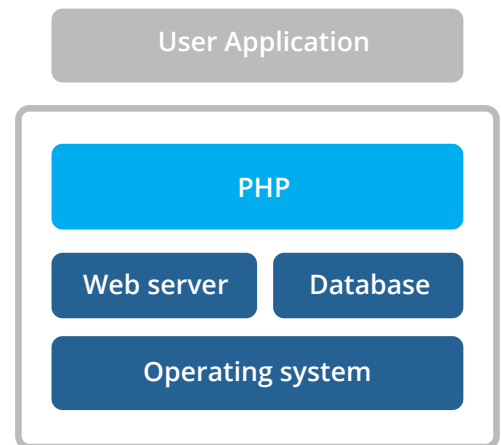 User Application
PHP
Web server
Database
Operating system